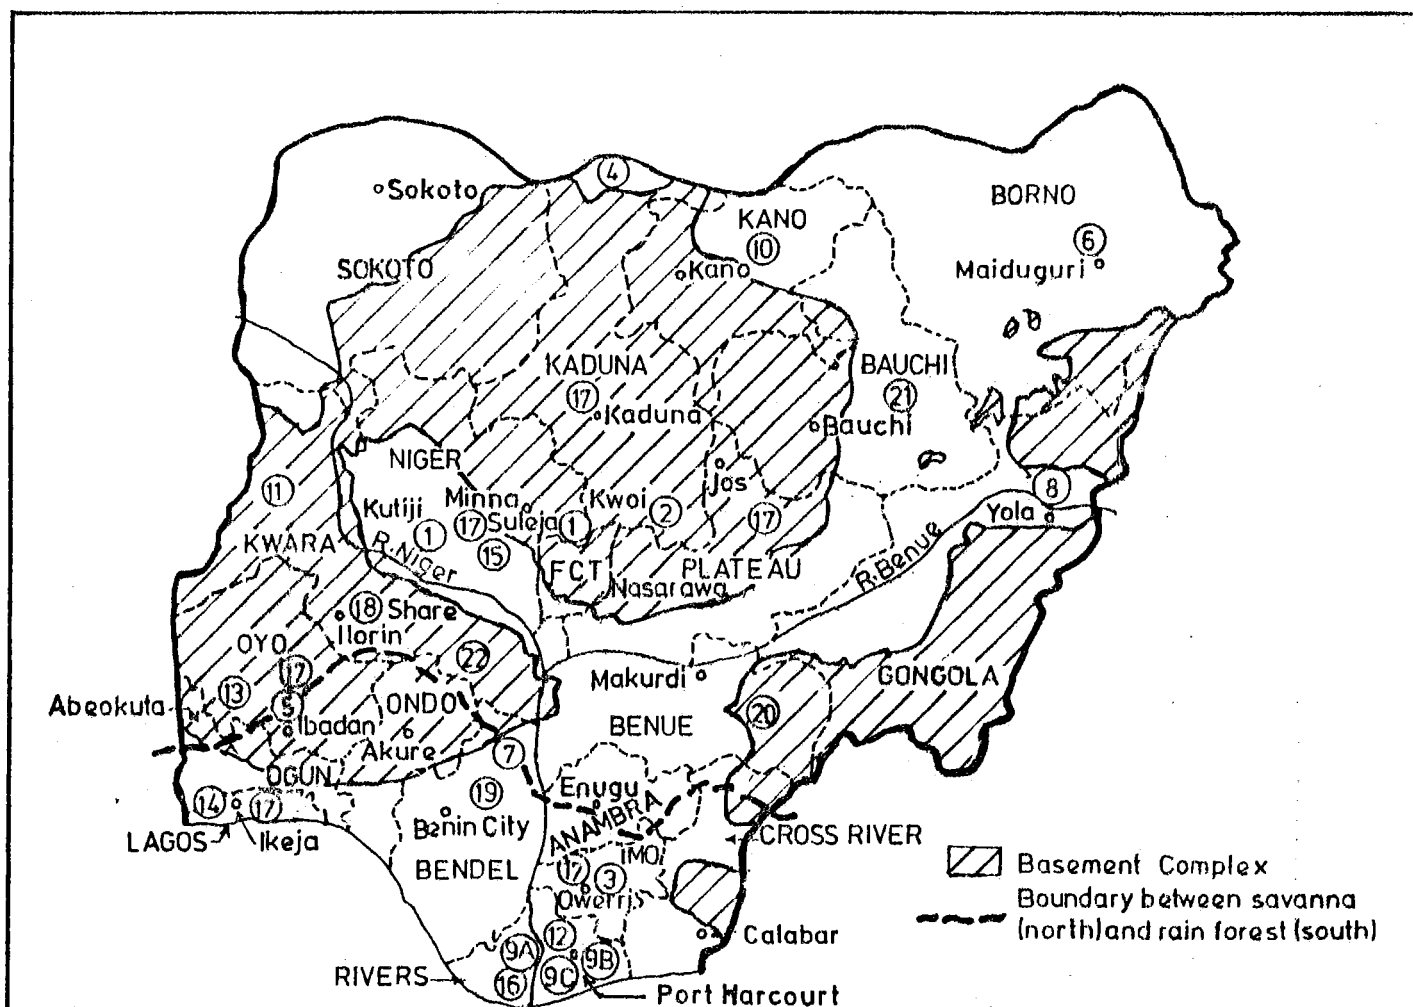 4
Sokoto
KANO
BORNO
10
6
SOKOTO
Kano
Maiduguri
KADUNA
BAUCHI
17
21
Kaduna
Bauchi
NIGER
Jos
11
Minna
Kwoi
2
8
Kutiji
17
Suleja
1
17
Yola
1
KWARA
R. Niger
15
FCT
PLATEAU
R. Benue
Nasarawa
18
Share
Ilorin
OYO
22
17
Makurdi
GONGOLA
13
ONDO
Abeokuta
5
Ibadan
BENUE
20
Akure
7
OGUN
Enugu
19
14
17
Benin City
ANAMBRA
LAGOS
Ikeja
CROSS RIVER
IMO
BENDEL
17
3
Basement Complex
Owerri
Boundary between savanna
(north) and rain forest (south)
12
Calabar
9A
9B
RIVERS
16
9C
Port Harcourt